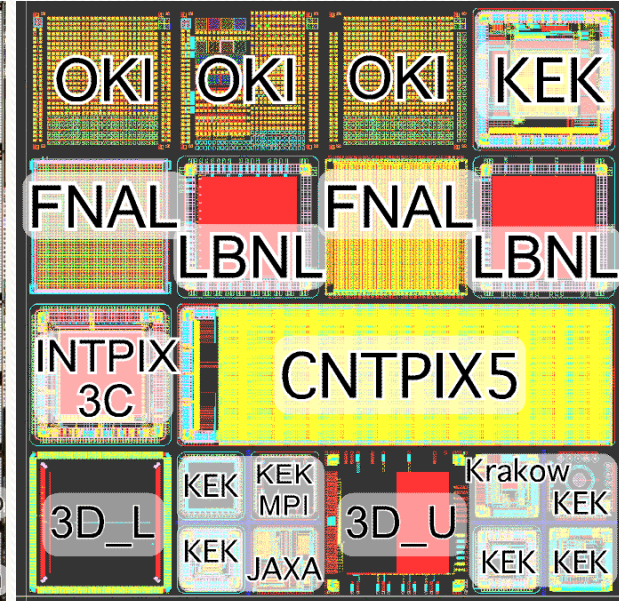 OKI OKI OKI KEK
FNAL LBNL FNAL LBNL
INTPIX
3C
CNTPIX5
3D_L
KEK
KEK
MPI
KEK
JAXA
3D_U
Krakow
KEK
KEK
KEK